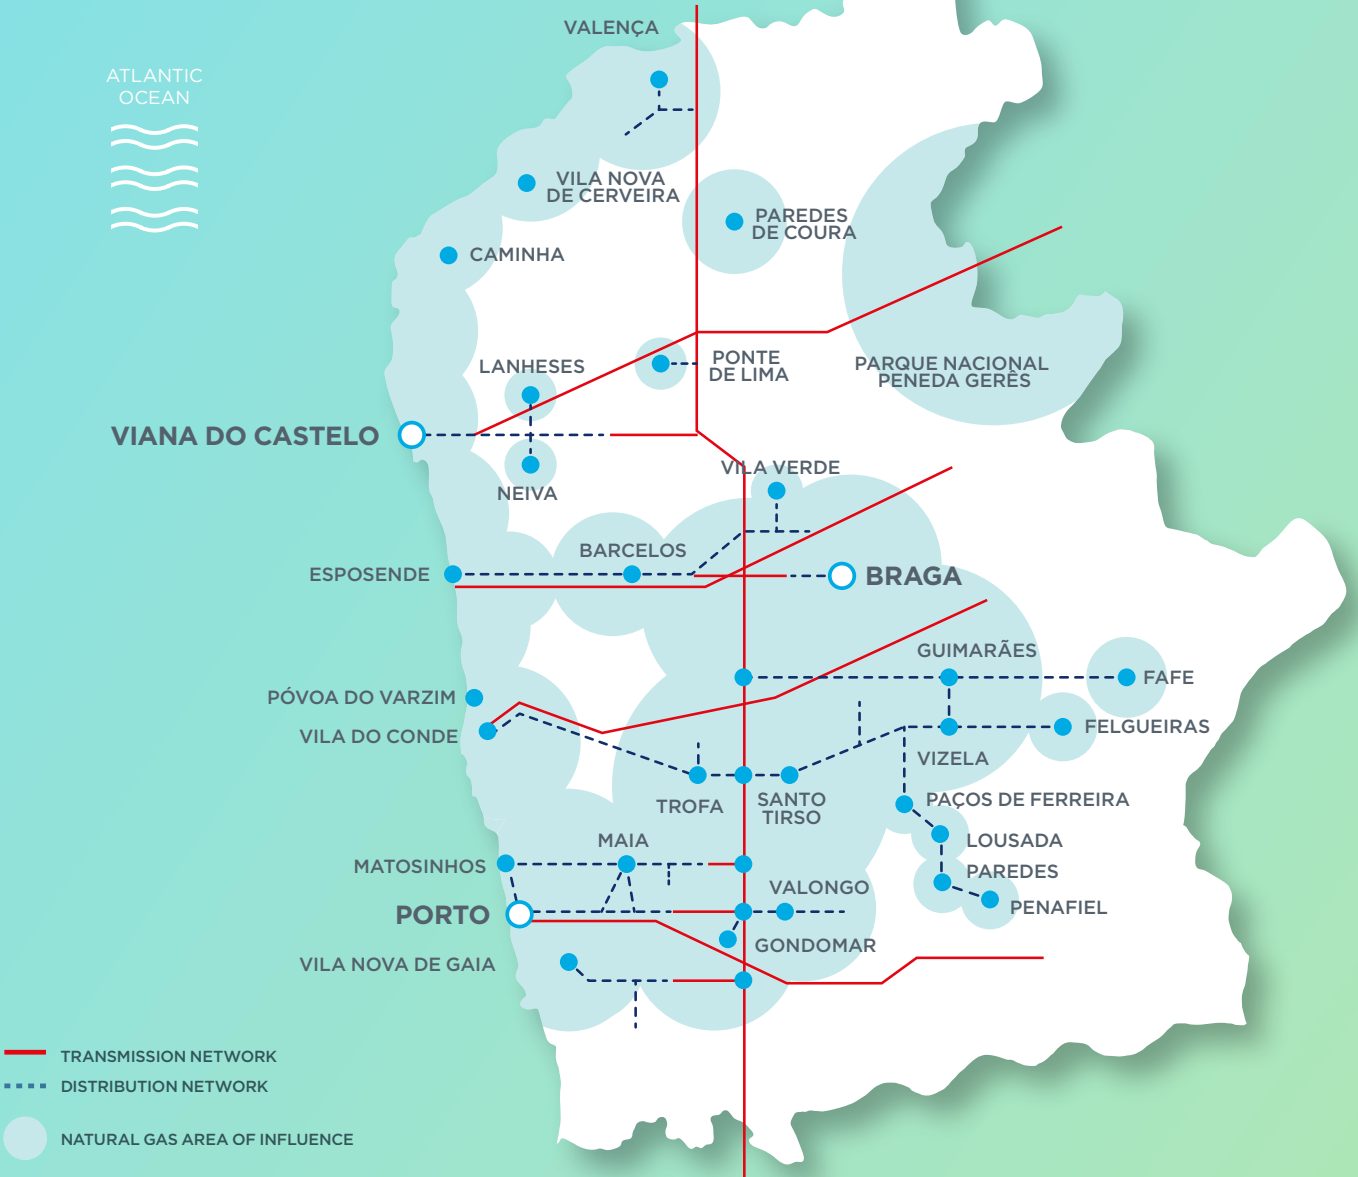 VALENÇA
ATLANTIC
OCEAN
VILA NOVA
DE CERVEIRA
PAREDES
DE COURA
CAMINHA
LANHESES
PONTE
DE LIMA
PARQUE NACIONAL
PENEDA GERÊS
VIANA DO CASTELO
VILA VERDE
NEIVA
BARCELOS
ESPOSENDE
BRAGA
GUIMARÃES
FAFE
PÓVOA DO VARZIM
FELGUEIRAS
VILA DO CONDE
VIZELA
TROFA
SANTO
TIRSO
PAÇOS DE FERREIRA
MAIA
LOUSADA
MATOSINHOS
PAREDES
VALONGO
PORTO
PENAFIEL
GONDOMAR
VILA NOVA DE GAIA
TRANSMISSION NETWORK
DISTRIBUTION NETWORK
NATURAL GAS AREA OF INFLUENCE